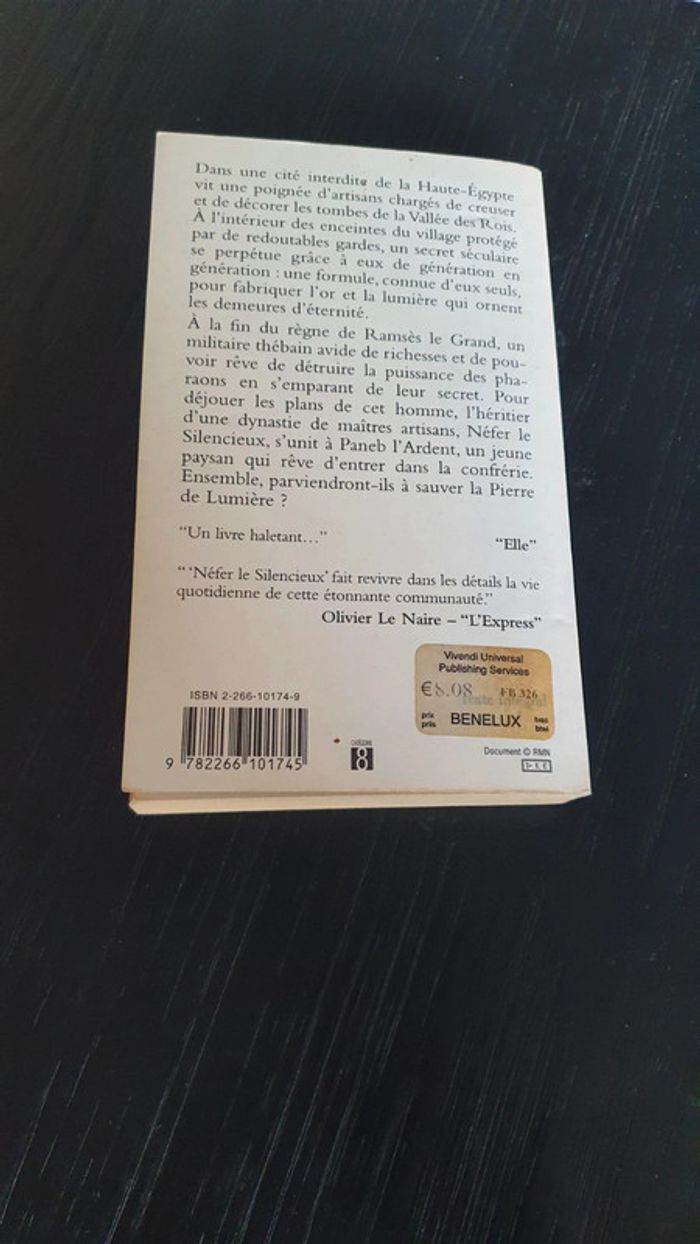 Dans une cité interdite de la Haute-Égypte
vit une poignée d'artisans chargés de creuser
et de décorer les tombes de la Vallée des Rois.
À l'intérieur des enceintes du village protégé
par de redoutables gardes, un secret séculaire
se perpétue grâce à eux de génération en
génération : une formule, connue d'eux seuls,
pour fabriquer l'or et la lumière qui ornent
les demeures d'éternité.
À la fin du règne de Ramsès le Grand, un
militaire thébain avide de richesses et de pou-
voir rêve de détruire la puissance des pha-
raons en s'emparant de leur secret. Pour
déjouer les plans de cet homme, l'héritier
d'une dynastie de maîtres artisans, Néfer le
Silencieux, s'unit à Paneb l'Ardent, un jeune
paysan qui rêve d'entrer dans la confrérie.
Ensemble, parviendront-ils à sauver la Pierre
de Lumière ?
"Un livre haletant…"
"Elle"
"'Néfer le Silencieux' fait revivre dans les détails la vie
quotidienne de cette étonnante communauté."
Olivier Le Naire – "L'Express"
Vivendi Universal
Publishing Services
€8.08 FB 326
Texte intégral
prix
prijs
BENELUX
ISBN 2-266-10174-9
9 782266 101745
CATÉGORIE
8
Document © RMN